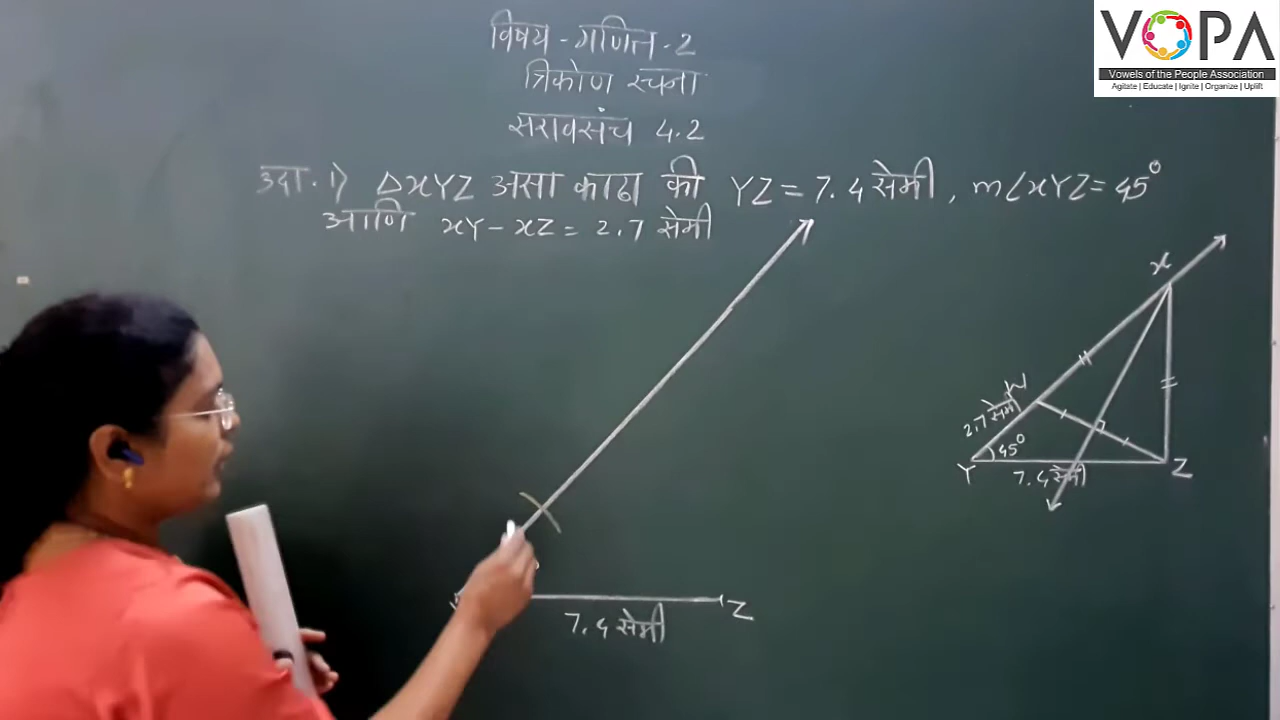 विषय - गणित - 2
त्रिकोण रचना
सरावसंच 4.2
उदा. 1) △XYZ असा काढा की YZ = 7.4 सेमी, m∠XYZ = 45°
आणि XY - XZ = 2.7 सेमी
VOPA
Vowels of the People Association
Agitate | Educate | Ignite | Organize | Uplift
X
W
2.7 सेमी
45°
Y
7.4 सेमी
Z
Z
7.4 सेमी